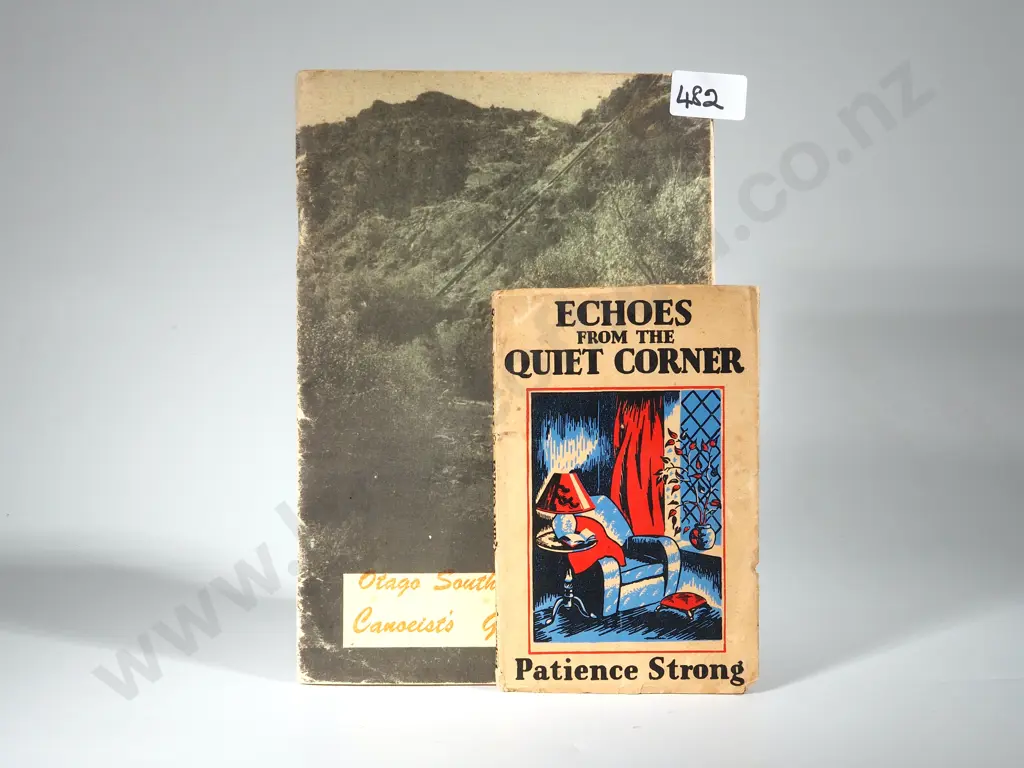 482
ECHOES
FROM THE
QUIET CORNER
Patience Strong
Otago South
Canoeist's G